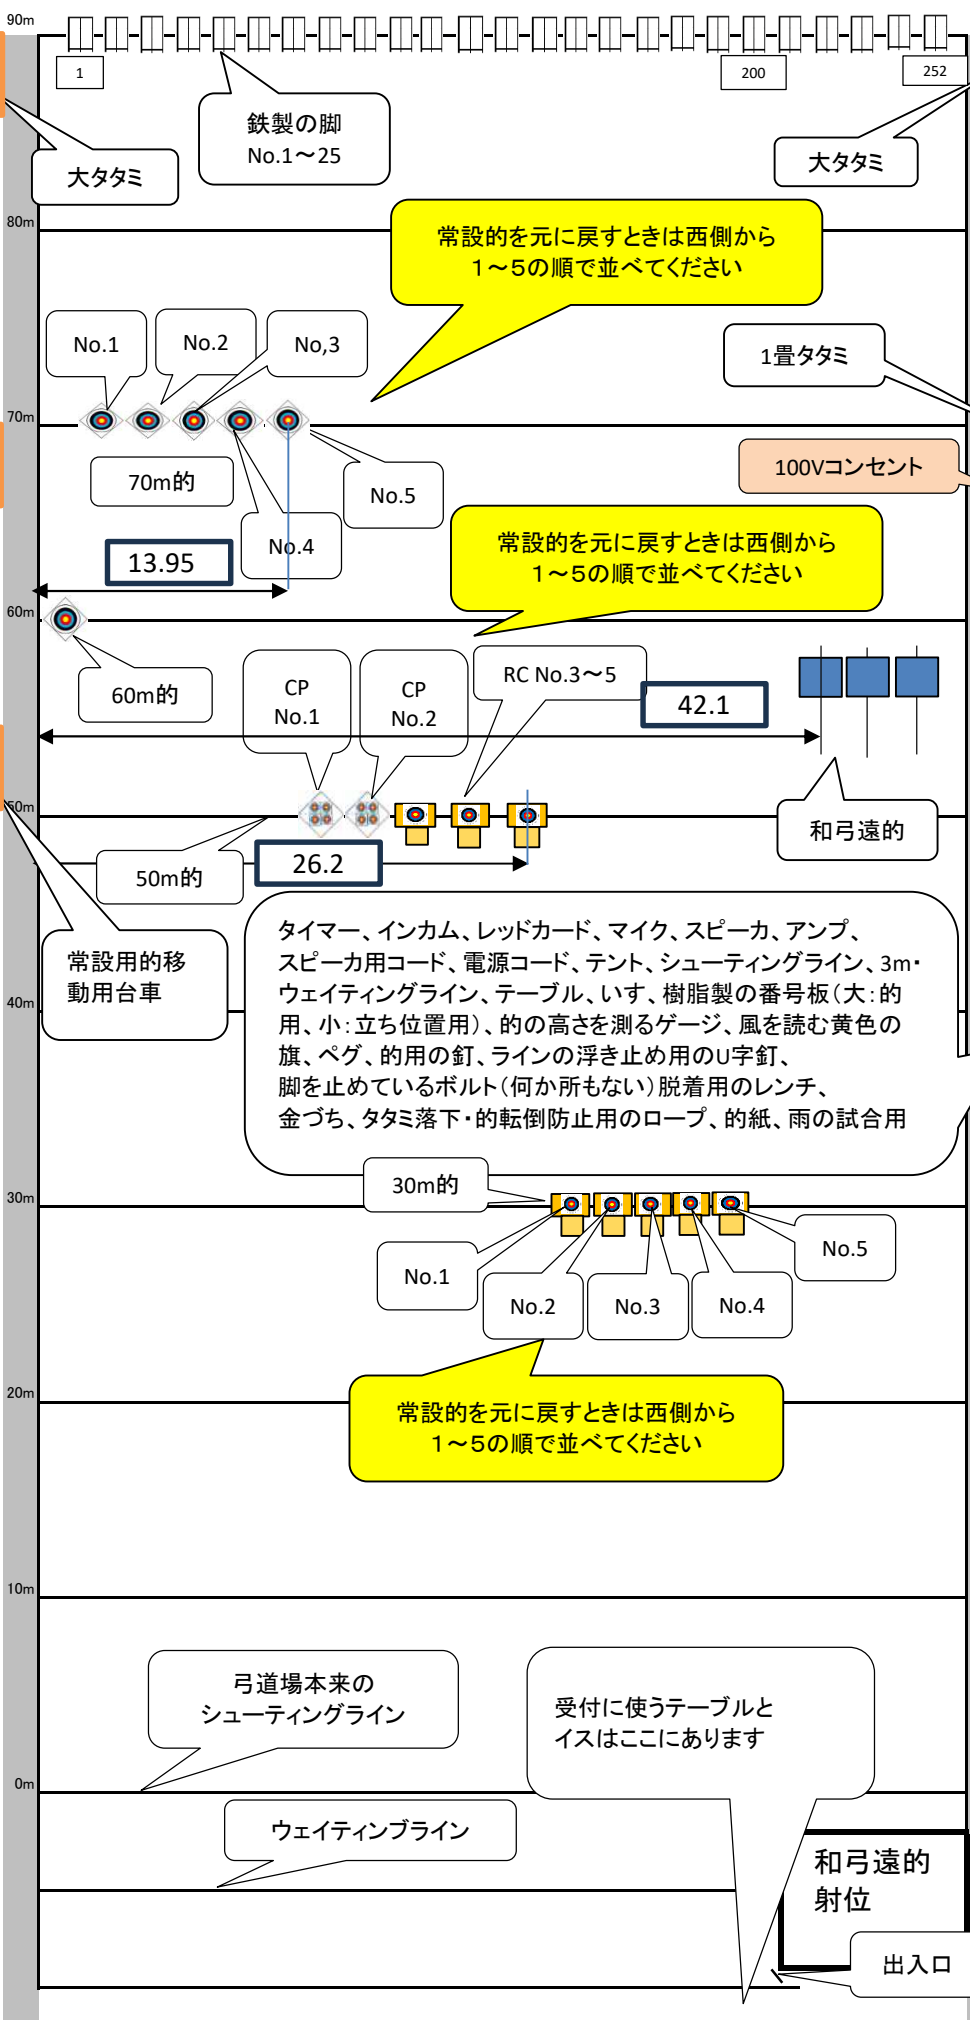 90m
1
200
252
鉄製の脚
No.1～25
大タタミ
大タタミ
80m
常設的を元に戻すときは西側から
１～５の順で並べてください
No.1
No.2
No,3
1畳タタミ
70m
70m的
No.5
100Vコンセント
No.4
13.95
常設的を元に戻すときは西側から
１～５の順で並べてください
60m
60m的
CP
No.1
CP
No.2
RC No.3～5
42.1
50m
和弓遠的
50m的
26.2
常設用的移
動用台車
タイマー、インカム、レッドカード、マイク、スピーカ、アンプ、
スピーカ用コード、電源コード、テント、シューティングライン、3m・
ウェイティングライン、テーブル、いす、樹脂製の番号板（大：的
用、小：立ち位置用）、的の高さを測るゲージ、風を読む黄色の
旗、ペグ、的用の釘、ラインの浮き止め用のU字釘、
脚を止めているボルト（何か所もない）脱着用のレンチ、
金づち、タタミ落下・的転倒防止用のロープ、的紙、雨の試合用
40m
30m的
30m
No.1
No.2
No.3
No.4
No.5
常設的を元に戻すときは西側から
１～５の順で並べてください
20m
10m
弓道場本来の
シューティングライン
受付に使うテーブルと
イスはここにあります
0m
ウェイティンブライン
和弓遠的
射位
出入口